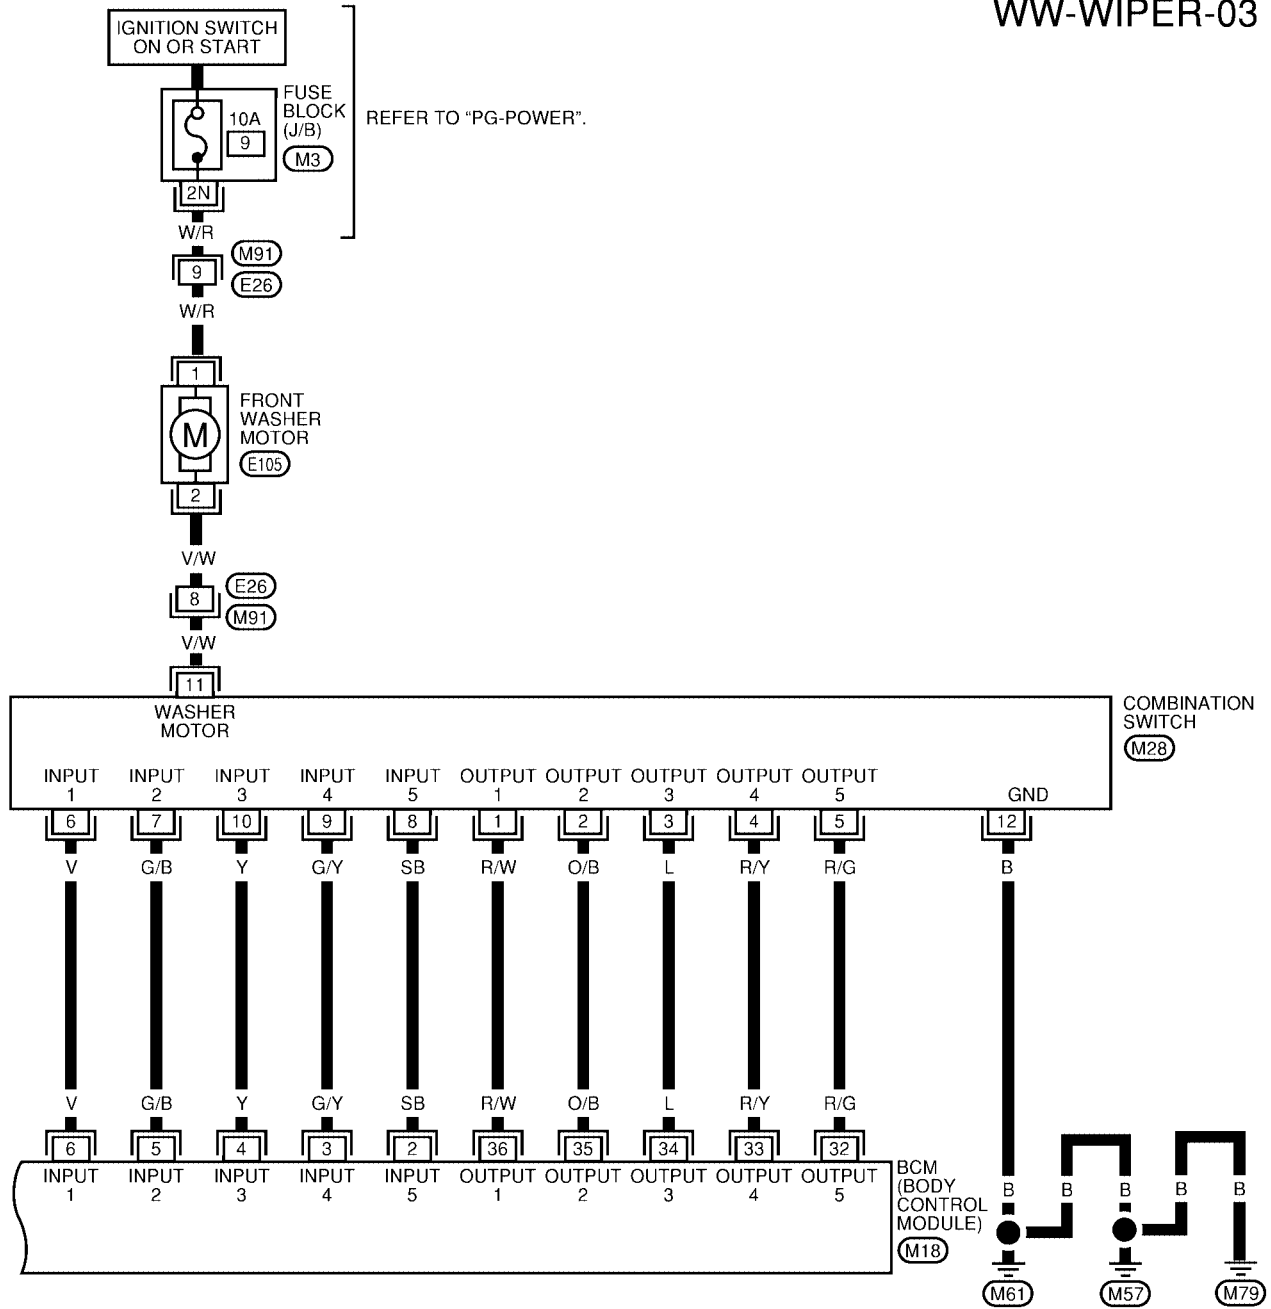 WW-WIPER-03
IGNITION SWITCH
ON OR START
FUSE
BLOCK
(J/B)
M3
10A
9
REFER TO “PG-POWER”.
2N
W/R
9
M91
E26
W/R
1
M
FRONT
WASHER
MOTOR
E105
2
V/W
8
E26
M91
V/W
11
WASHER
MOTOR
COMBINATION
SWITCH
M28
INPUT INPUT INPUT INPUT INPUT OUTPUT OUTPUT OUTPUT OUTPUT OUTPUT
1 2 3 4 5 1 2 3 4 5 GND
6 7 10 9 8 1 2 3 4 5 12
V G/B Y G/Y SB R/W O/B L R/Y R/G B
V G/B Y G/Y SB R/W O/B L R/Y R/G
6 5 4 3 2 36 35 34 33 32
INPUT INPUT INPUT INPUT INPUT OUTPUT OUTPUT OUTPUT OUTPUT OUTPUT
1 2 3 4 5 1 2 3 4 5
BCM
(BODY
CONTROL
MODULE)
M18
B B B B B
M61 M57 M79